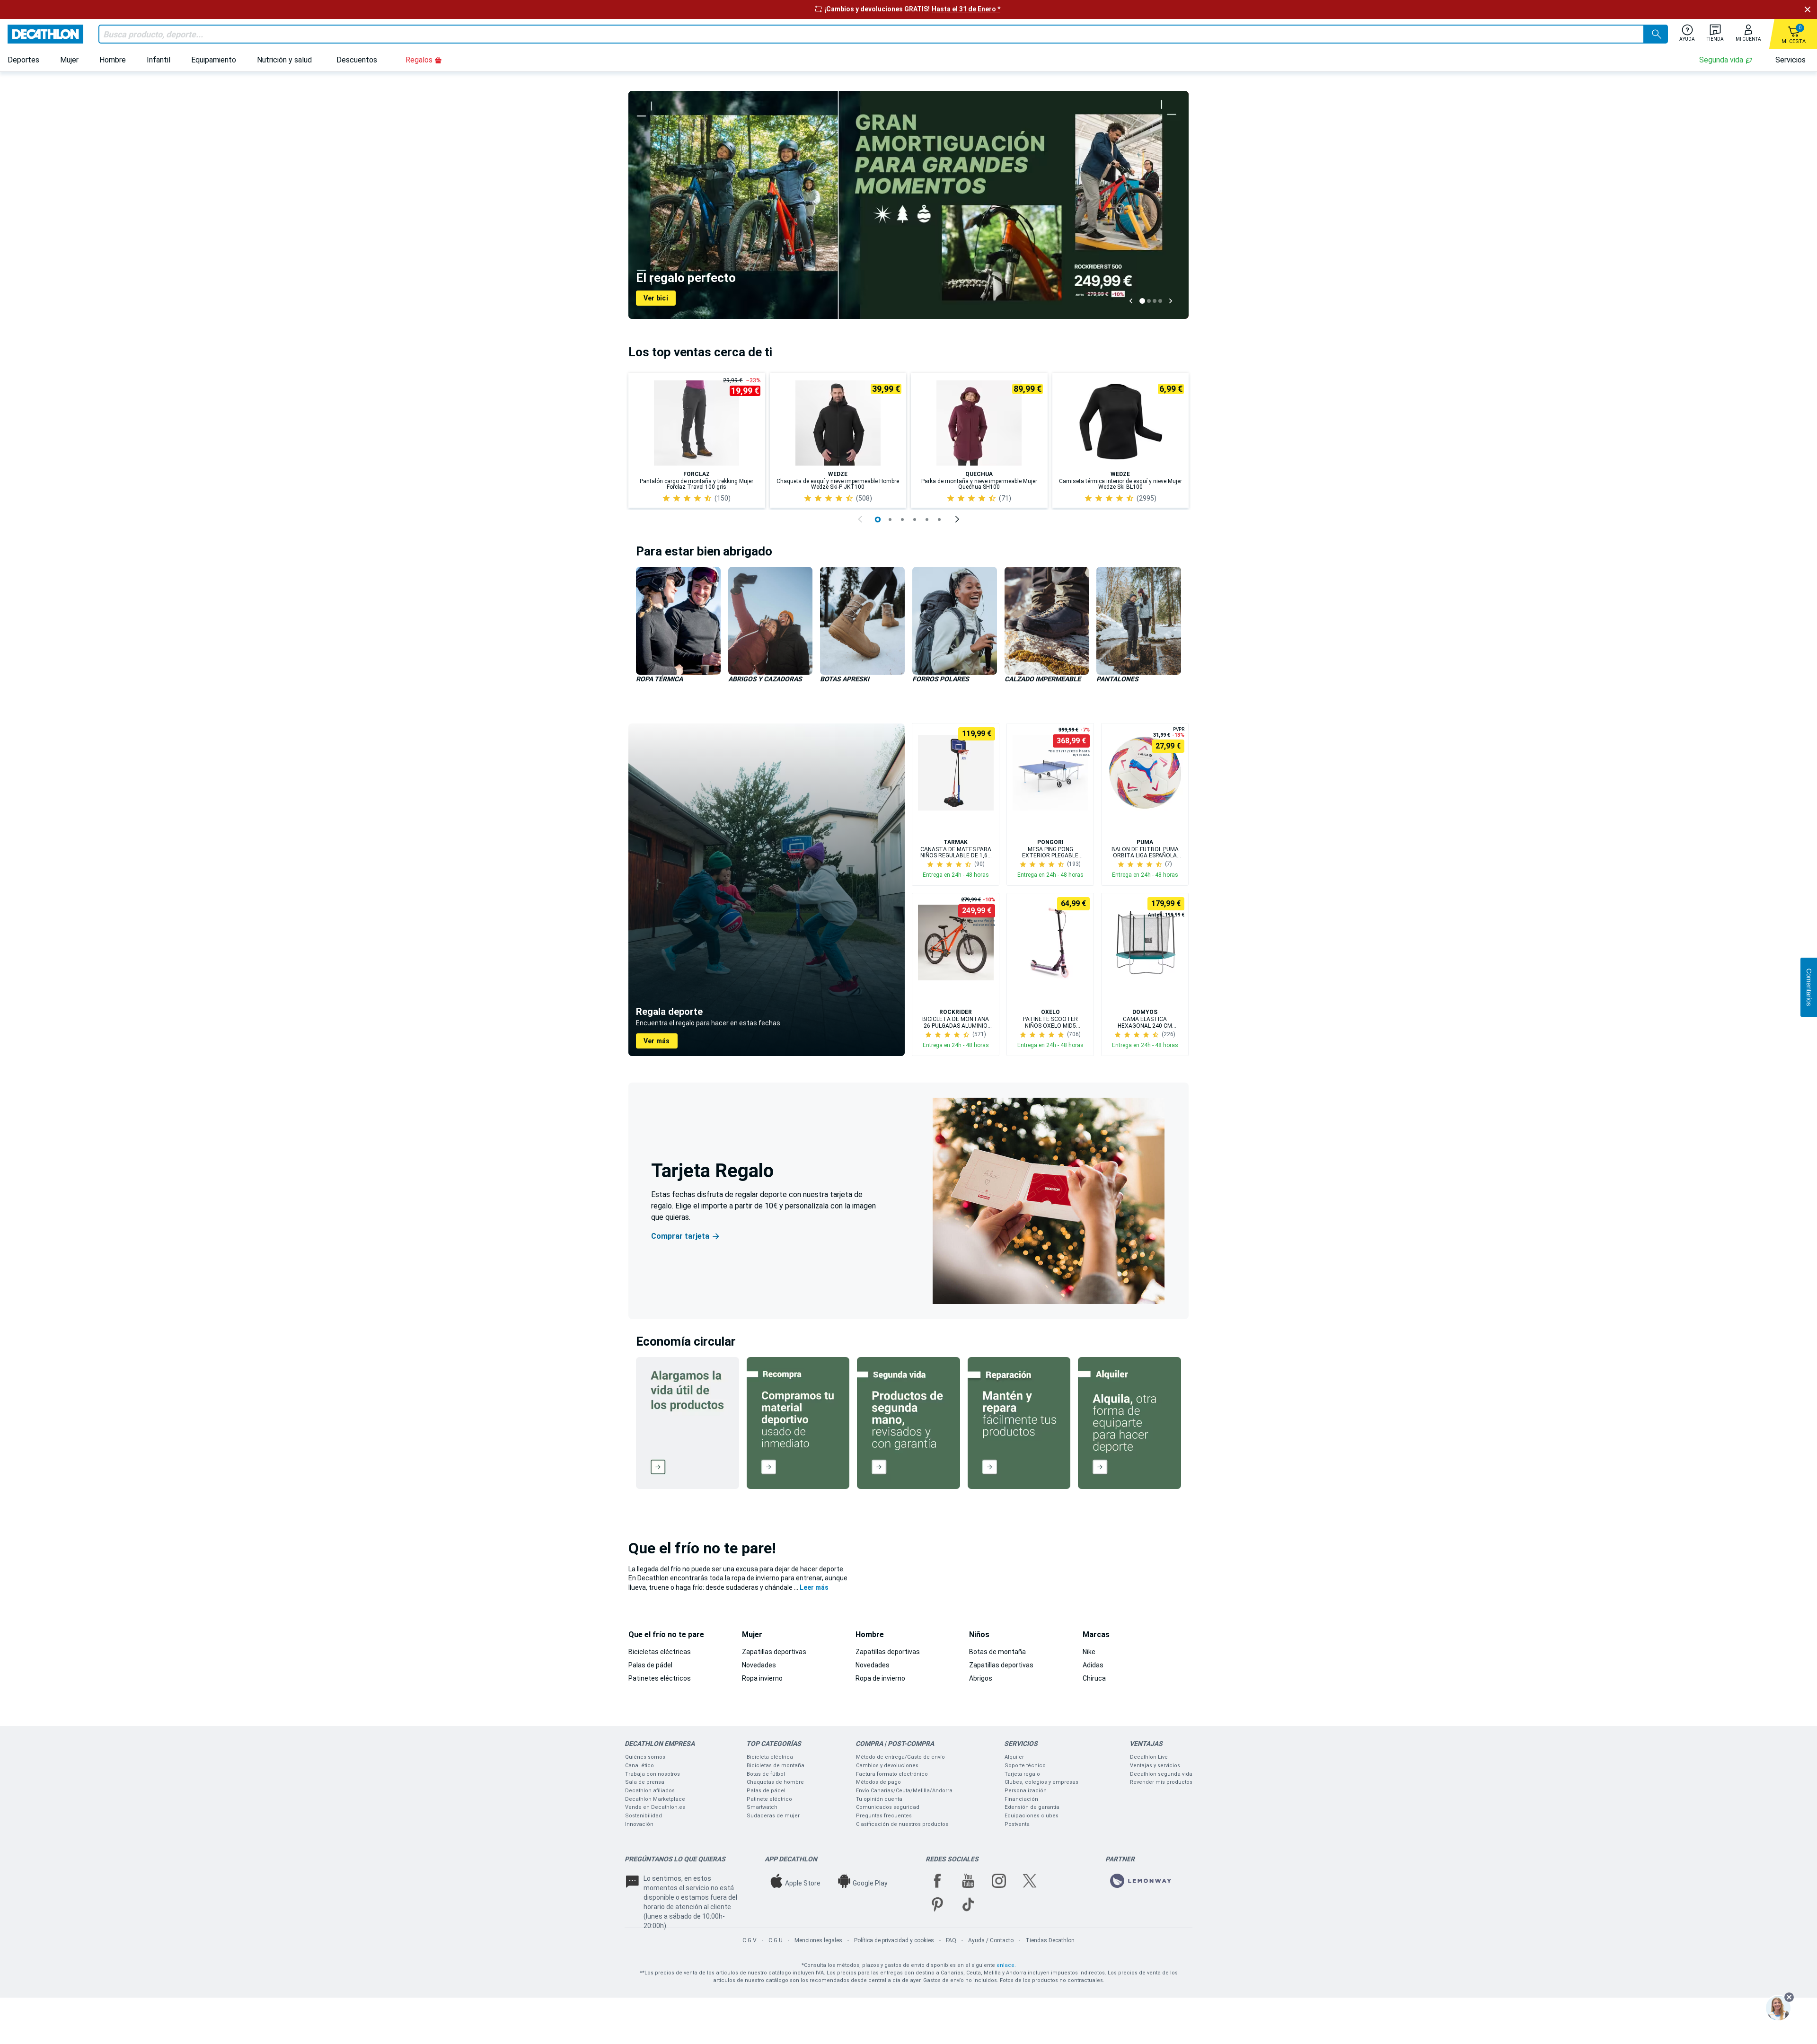 ¡Cambios y devoluciones GRATIS! Hasta el 31 de Enero *
DECATHLON
Busca producto, deporte...
AYUDA
TIENDA
MI CUENTA
0
MI CESTA
Deportes
Mujer
Hombre
Infantil
Equipamiento
Nutrición y salud
Descuentos
Regalos
Segunda vida
Servicios
GRAN
AMORTIGUACIÓN
PARA GRANDES
MOMENTOS
El regalo perfecto
Ver bici
ROCKRIDER ST 500
249,99 €
279,99 € -10%
Los top ventas cerca de ti
29,99 € -33%
19,99 €
FORCLAZ
Pantalón cargo de montaña y trekking Mujer
Forclaz Travel 100 gris
(150)
39,99 €
WEDZE
Chaqueta de esquí y nieve impermeable Hombre
Wedze Ski-P JKT100
(508)
89,99 €
QUECHUA
Parka de montaña y nieve impermeable Mujer
Quechua SH100
(71)
6,99 €
WEDZE
Camiseta térmica interior de esquí y nieve Mujer
Wedze Ski BL100
(2995)
Para estar bien abrigado
ROPA TÉRMICA
ABRIGOS Y CAZADORAS
BOTAS APRESKI
FORROS POLARES
CALZADO IMPERMEABLE
PANTALONES
Regala deporte
Encuentra el regalo para hacer en estas fechas
Ver más
119,99 €
TARMAK
CANASTA DE MATES PARA
NIÑOS REGULABLE DE 1,6...
(90)
Entrega en 24h - 48 horas
399,99 € -7%
368,99 €
PONGORI
MESA PING PONG
EXTERIOR PLEGABLE...
(193)
Entrega en 24h - 48 horas
PVPR
31,99 € -13%
27,99 €
PUMA
BALON DE FUTBOL PUMA
ORBITA LIGA ESPAÑOLA...
(7)
Entrega en 24h - 48 horas
279,99 € -10%
249,99 €
ROCKRIDER
BICICLETA DE MONTANA
26 PULGADAS ALUMINIO...
(571)
Entrega en 24h - 48 horas
64,99 €
OXELO
PATINETE SCOOTER
NIÑOS OXELO MID5...
(706)
Entrega en 24h - 48 horas
179,99 €
Antes: 199,99 €
DOMYOS
CAMA ELASTICA
HEXAGONAL 240 CM...
(226)
Entrega en 24h - 48 horas
Comentarios
Tarjeta Regalo
Estas fechas disfruta de regalar deporte con nuestra tarjeta de
regalo. Elige el importe a partir de 10€ y personalízala con la imagen
que quieras.
Comprar tarjeta
Economía circular
Alargamos la
vida útil de
los productos
Recompra
Compramos tu
material
deportivo
usado de
inmediato
Segunda vida
Productos de
segunda
mano,
revisados y
con garantía
Reparación
Mantén y
repara
fácilmente tus
productos
Alquiler
Alquila, otra
forma de
equiparte
para hacer
deporte
Que el frío no te pare!
La llegada del frío no puede ser una excusa para dejar de hacer deporte.
En Decathlon encontrarás toda la ropa de invierno para entrenar, aunque
llueva, truene o haga frío: desde sudaderas y chándale ... Leer más
Que el frío no te pare
Bicicletas eléctricas
Palas de pádel
Patinetes eléctricos
Mujer
Zapatillas deportivas
Novedades
Ropa invierno
Hombre
Zapatillas deportivas
Novedades
Ropa de invierno
Niños
Botas de montaña
Zapatillas deportivas
Abrigos
Marcas
Nike
Adidas
Chiruca
DECATHLON EMPRESA
Quiénes somos
Canal ético
Trabaja con nosotros
Sala de prensa
Decathlon afiliados
Decathlon Marketplace
Vende en Decathlon.es
Sostenibilidad
Innovación
TOP CATEGORÍAS
Bicicleta eléctrica
Bicicletas de montaña
Botas de fútbol
Chaquetas de hombre
Palas de pádel
Patinete eléctrico
Smartwatch
Sudaderas de mujer
COMPRA | POST-COMPRA
Método de entrega/Gasto de envío
Cambios y devoluciones
Factura formato electrónico
Métodos de pago
Envío Canarias/Ceuta/Melilla/Andorra
Tu opinión cuenta
Comunicados seguridad
Preguntas frecuentes
Clasificación de nuestros productos
SERVICIOS
Alquiler
Soporte técnico
Tarjeta regalo
Clubes, colegios y empresas
Personalización
Financiación
Extensión de garantía
Equipaciones clubes
Postventa
VENTAJAS
Decathlon Live
Ventajas y servicios
Decathlon segunda vida
Revender mis productos
PREGÚNTANOS LO QUE QUIERAS
Lo sentimos, en estos
momentos el servicio no está
disponible o estamos fuera del
horario de atención al cliente
(lunes a sábado de 10:00h-
20:00h).
APP DECATHLON
Apple Store
Google Play
REDES SOCIALES
PARTNER
LEMONWAY
C.G.V - C.G.U - Menciones legales - Política de privacidad y cookies - FAQ - Ayuda / Contacto - Tiendas Decathlon
*Consulta los métodos, plazos y gastos de envío disponibles en el siguiente enlace.
**Los precios de venta de los artículos de nuestro catálogo incluyen IVA. Los precios para las entregas con destino a Canarias, Ceuta, Melilla y Andorra incluyen impuestos indirectos. Los precios de venta de los
artículos de nuestro catálogo son los recomendados desde central a día de ayer. Gastos de envío no incluidos. Fotos de los productos no contractuales.